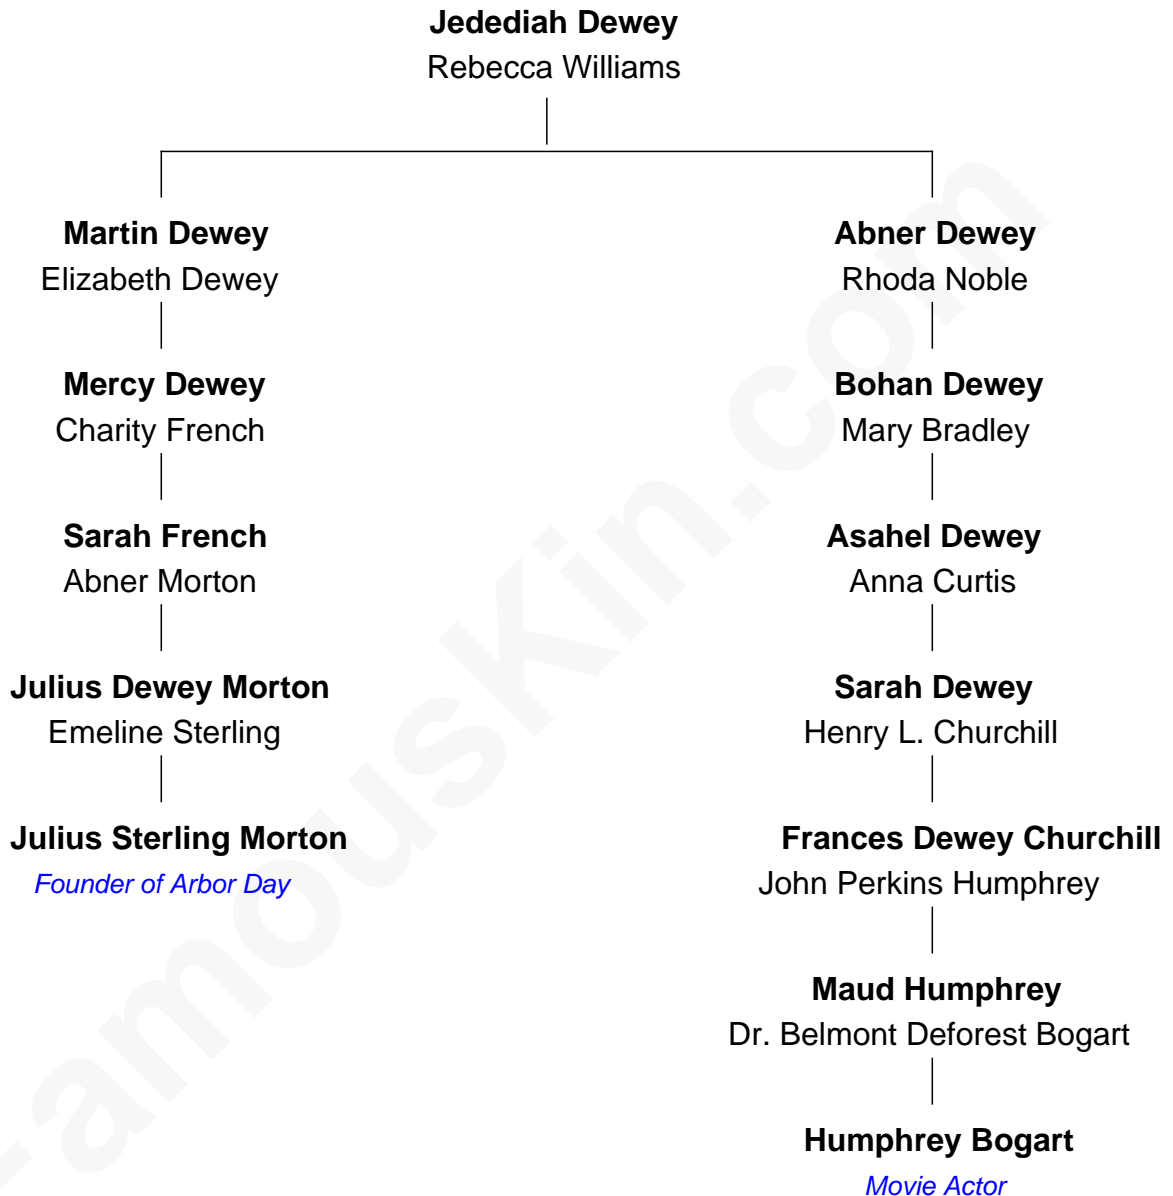 Jedediah Dewey
Rebecca Williams
Martin Dewey
Elizabeth Dewey
Mercy Dewey
Charity French
Sarah French
Abner Morton
Julius Dewey Morton
Emeline Sterling
Julius Sterling Morton
Founder of Arbor Day
Abner Dewey
Rhoda Noble
Bohan Dewey
Mary Bradley
Asahel Dewey
Anna Curtis
Sarah Dewey
Henry L. Churchill
Frances Dewey Churchill
John Perkins Humphrey
Maud Humphrey
Dr. Belmont Deforest Bogart
Humphrey Bogart
Movie Actor
FamousKin.com